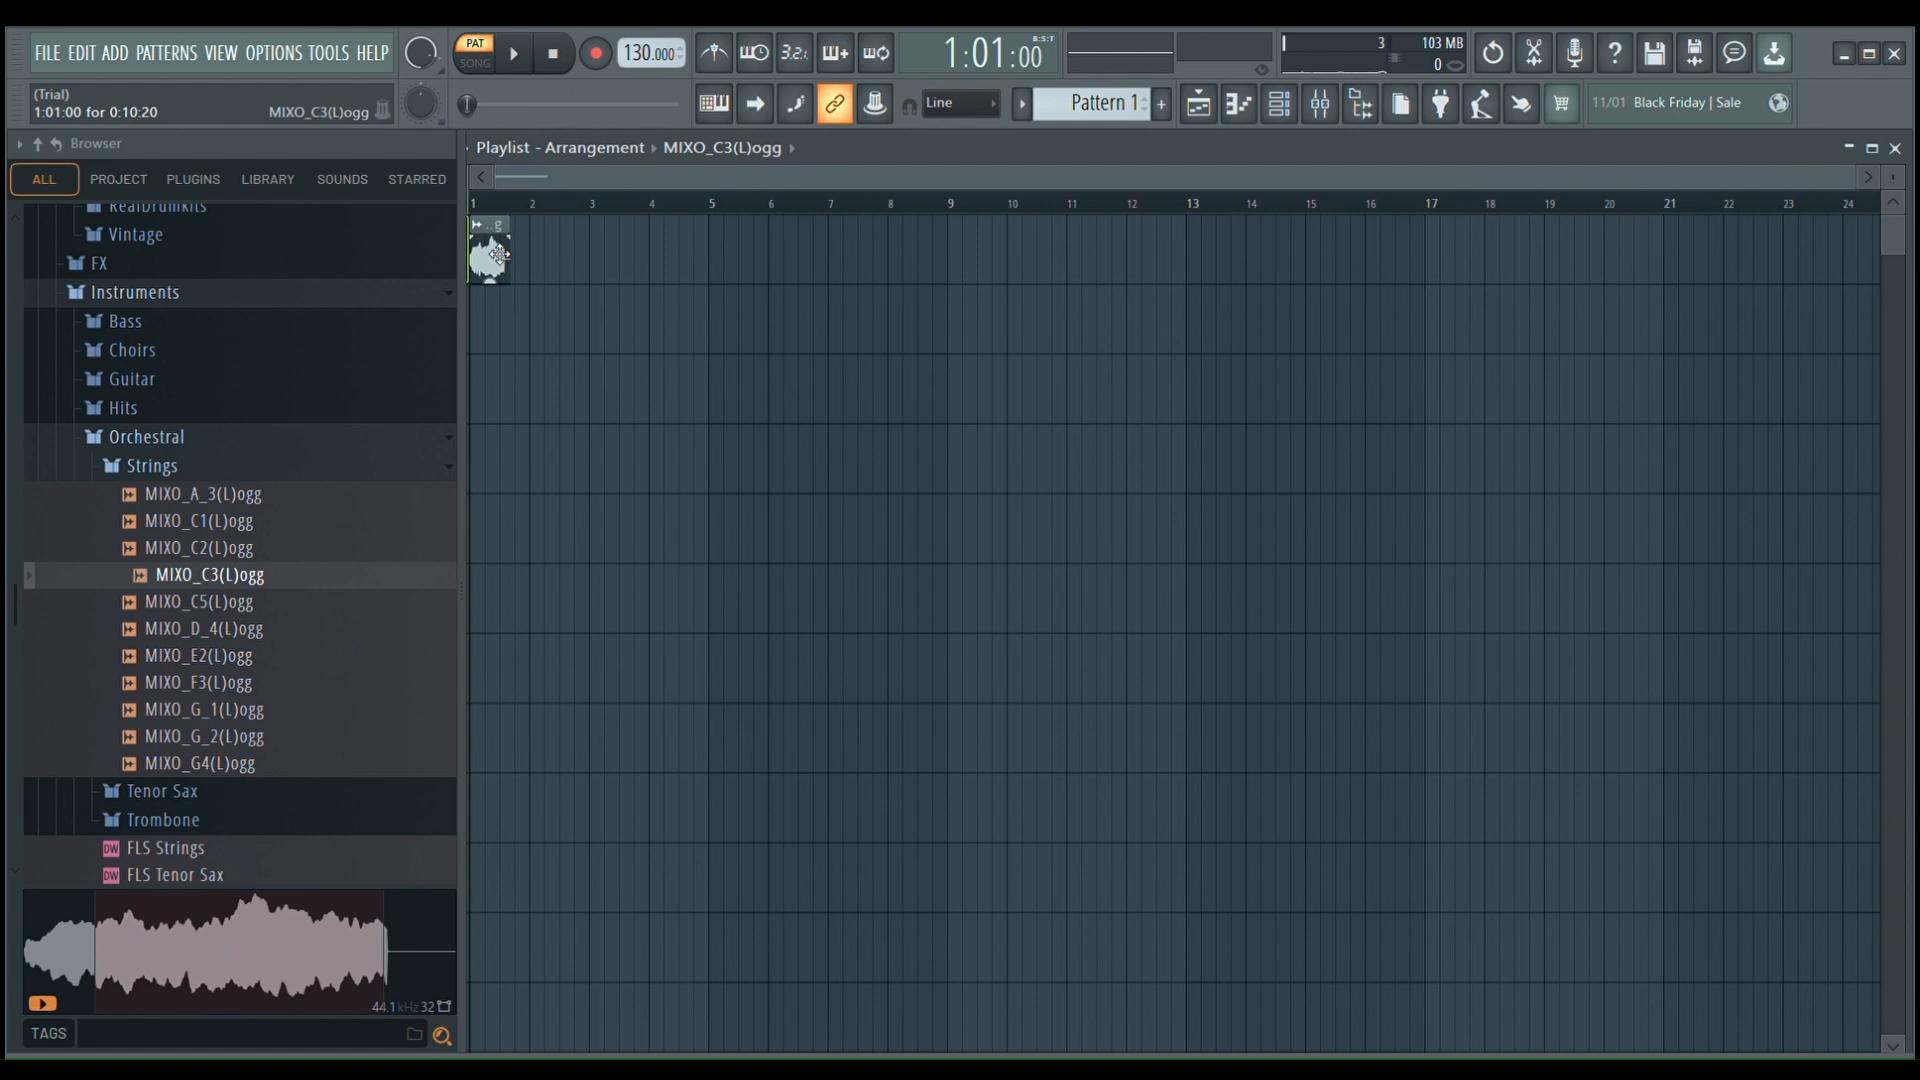 FILE EDIT ADD PATTERNS VIEW OPTIONS TOOLS HELP
PAT
SONG
130.000
3.2.
1:01:00
B:S:T
3
103 MB
0
(Trial)
1:01:00 for 0:10:20
MIXO_C3(L)ogg
Line
Pattern 1
11/01 Black Friday | Sale
Browser
ALL
PROJECT
PLUGINS
LIBRARY
SOUNDS
STARRED
RealDrumkits
Vintage
FX
Instruments
Bass
Choirs
Guitar
Hits
Orchestral
Strings
MIXO_A_3(L)ogg
MIXO_C1(L)ogg
MIXO_C2(L)ogg
MIXO_C3(L)ogg
MIXO_C5(L)ogg
MIXO_D_4(L)ogg
MIXO_E2(L)ogg
MIXO_F3(L)ogg
MIXO_G_1(L)ogg
MIXO_G_2(L)ogg
MIXO_G4(L)ogg
Tenor Sax
Trombone
DW FLS Strings
DW FLS Tenor Sax
44.1kHz 32
TAGS
Playlist - Arrangement MIXO_C3(L)ogg
1 2 3 4 5 6 7 8 9 10 11 12 13 14 15 16 17 18 19 20 21 22 23 24
..g